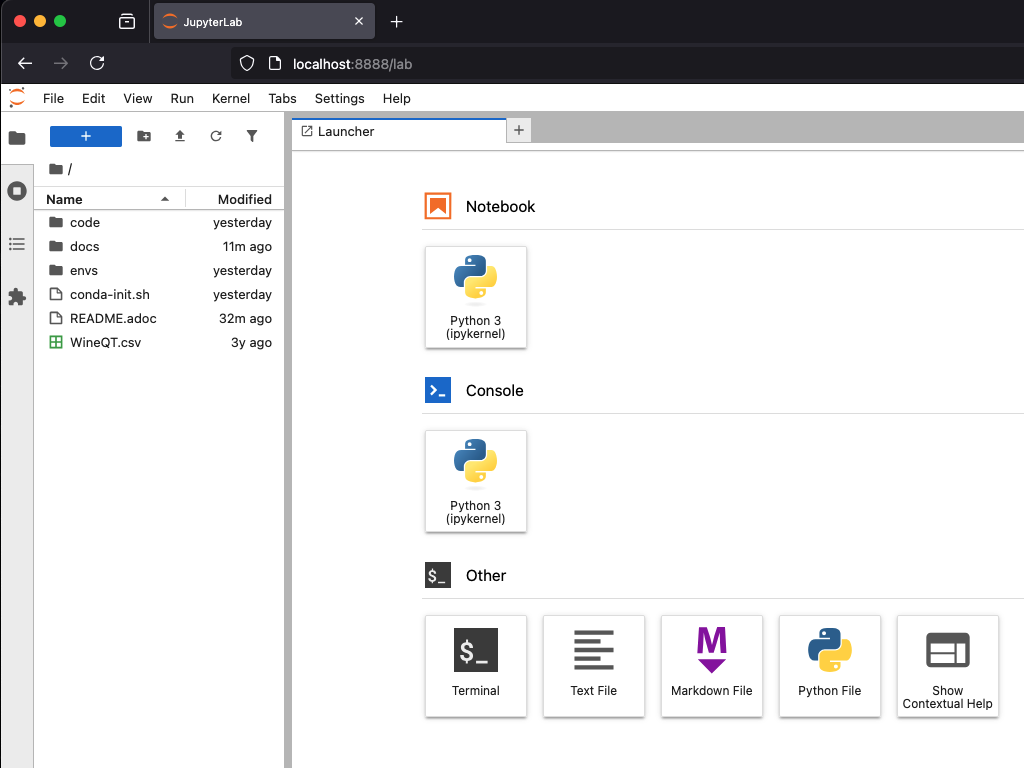 JupyterLab
localhost:8888/lab
File Edit View Run Kernel Tabs Settings Help
Launcher
/
Name Modified
code yesterday
docs 11m ago
envs yesterday
conda-init.sh yesterday
README.adoc 32m ago
WineQT.csv 3y ago
Notebook
Python 3
(ipykernel)
Console
Python 3
(ipykernel)
$_ Other
$_
Terminal
Text File
M
Markdown File
Python File
Show
Contextual Help